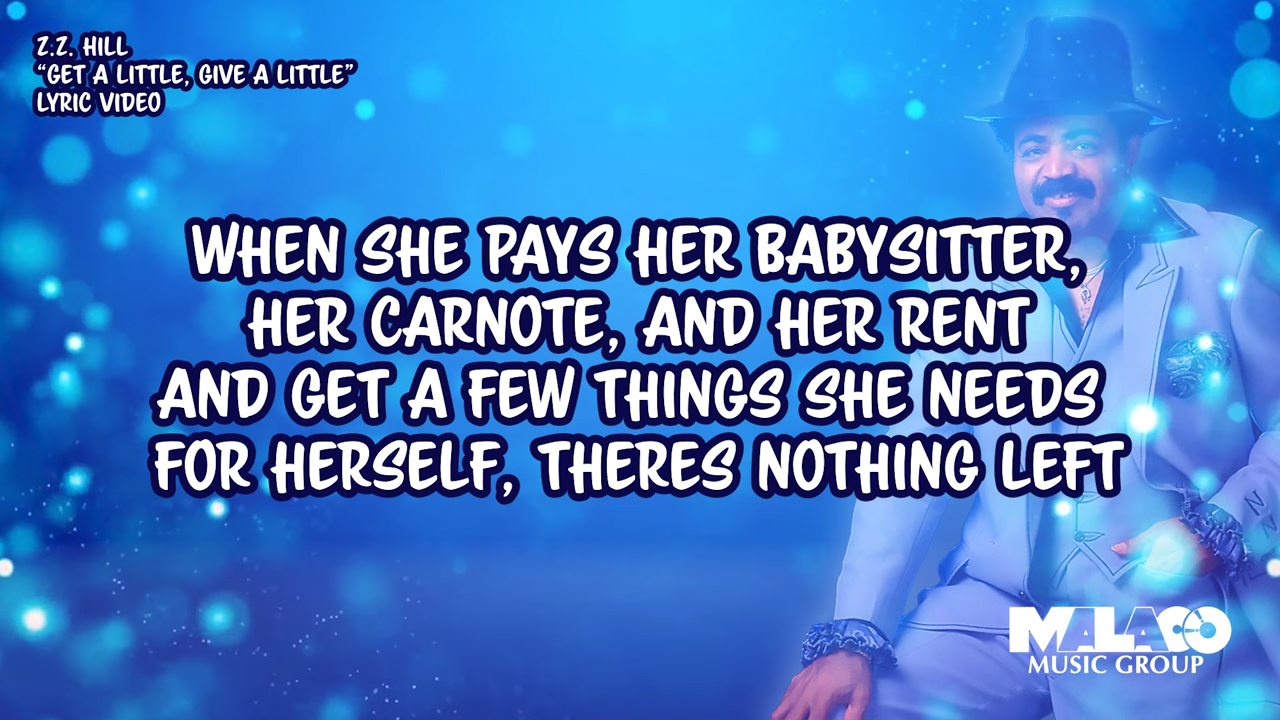 Z.Z. HILL
"GET A LITTLE, GIVE A LITTLE"
LYRIC VIDEO
WHEN SHE PAYS HER BABYSITTER,
HER CARNOTE, AND HER RENT
AND GET A FEW THINGS SHE NEEDS
FOR HERSELF, THERES NOTHING LEFT
MALACO
MUSIC GROUP